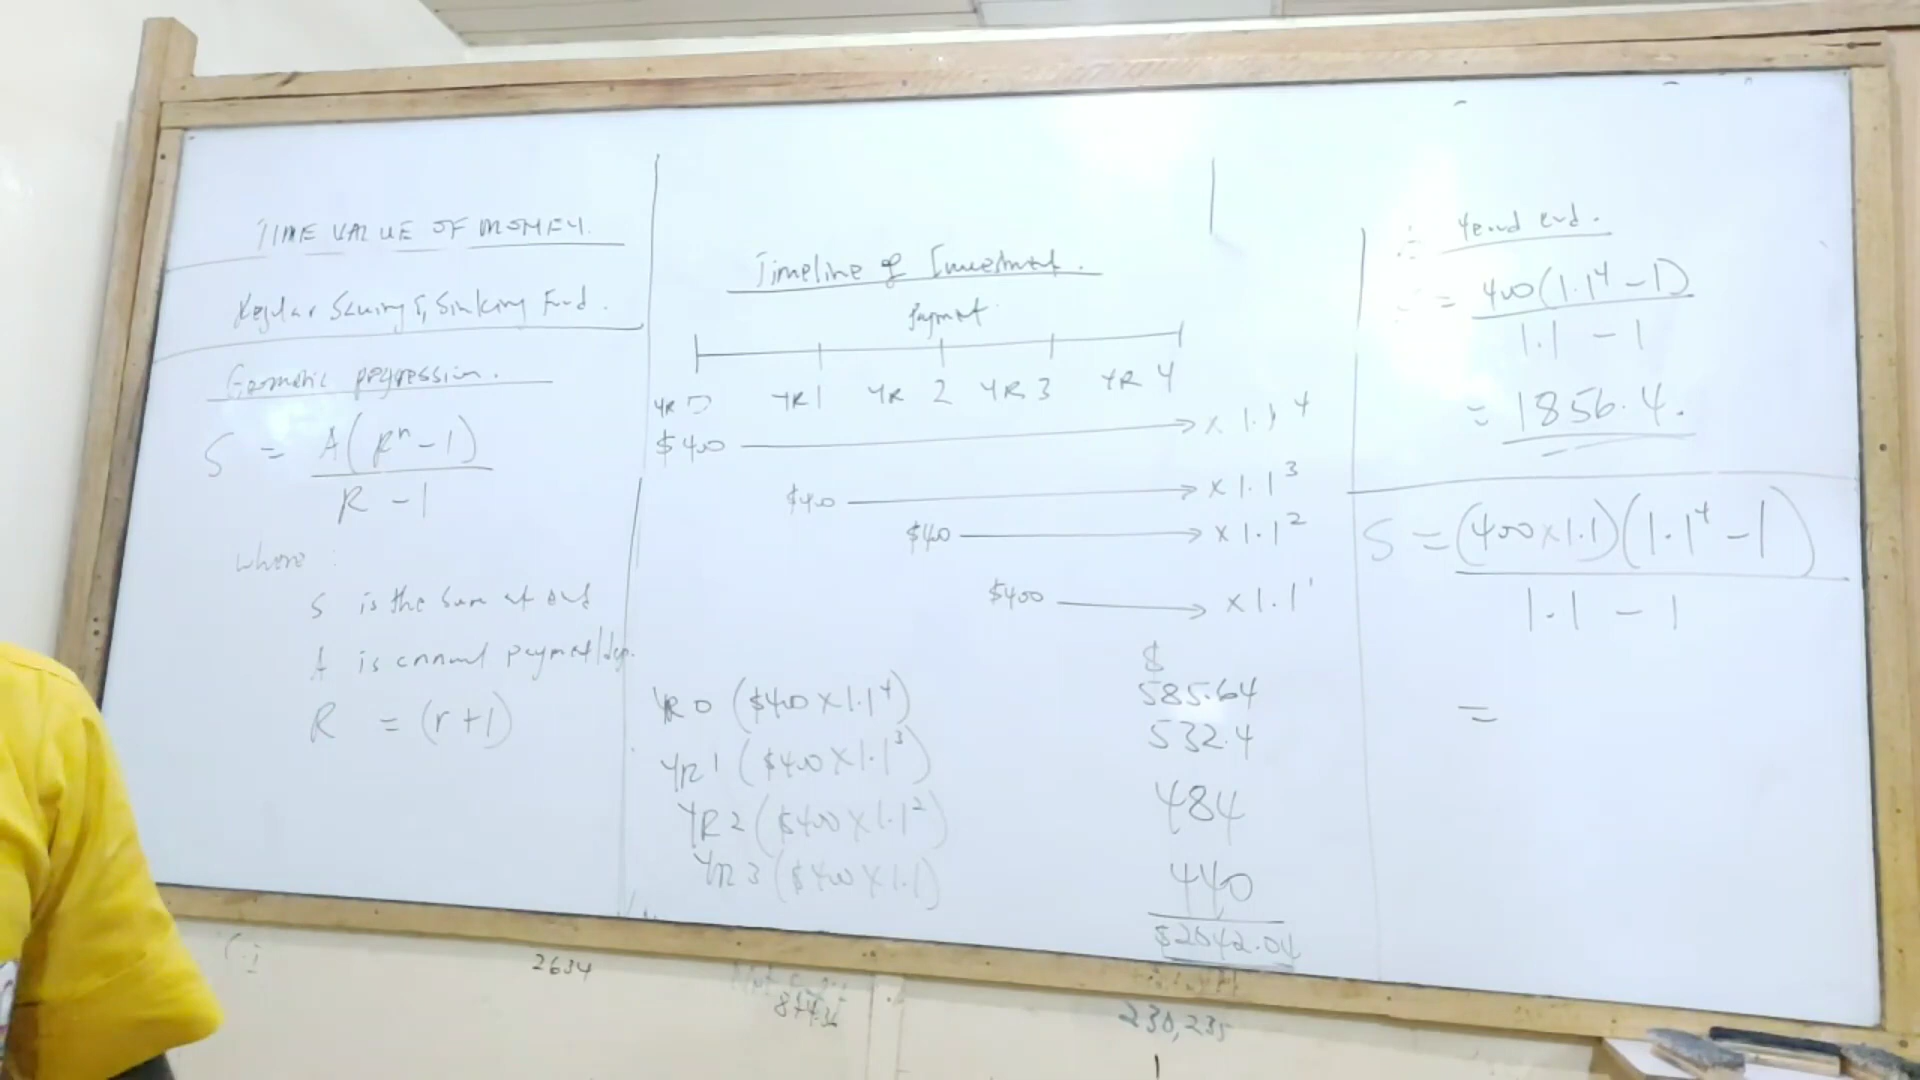 TIME VALUE OF MONEY.
Regular Saving & Sinking Fund.
Geometric progression.
S = A(R^n - 1)
R - 1
where :
S is the sum at end
A is annual payment/dep.
R = (r+1)
Timeline of Investment.
Payment
YR 0 YR 1 YR 2 YR 3 YR 4
$400 → × 1.1^4
$400 → × 1.1^3
$400 → × 1.1^2
$400 → × 1.1^1
$
YR 0 ($400 × 1.1^4) 585.64
YR 1 ($400 × 1.1^3) 532.4
YR 2 ($400 × 1.1^2) 484
YR 3 ($400 × 1.1) 440
$2042.04
end.
= 400(1.1^4 - 1)
1.1 - 1
= 1856.4.
S = (400 × 1.1)(1.1^4 - 1)
1.1 - 1
=
2634
230,235